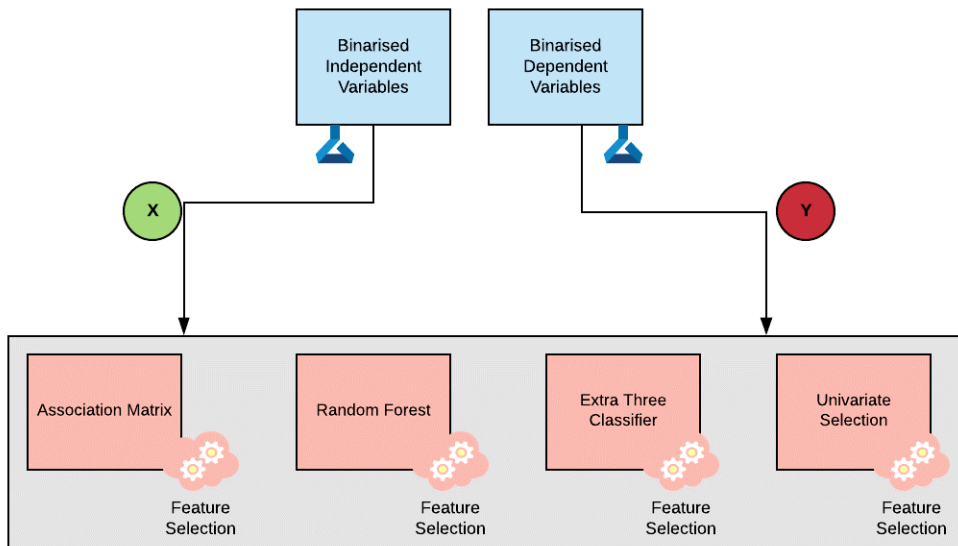 Binarised
Independent
Variables
Binarised
Dependent
Variables
X
Y
Association Matrix
Random Forest
Extra Three
Classifier
Univariate
Selection
Feature
Selection
Feature
Selection
Feature
Selection
Feature
Selection